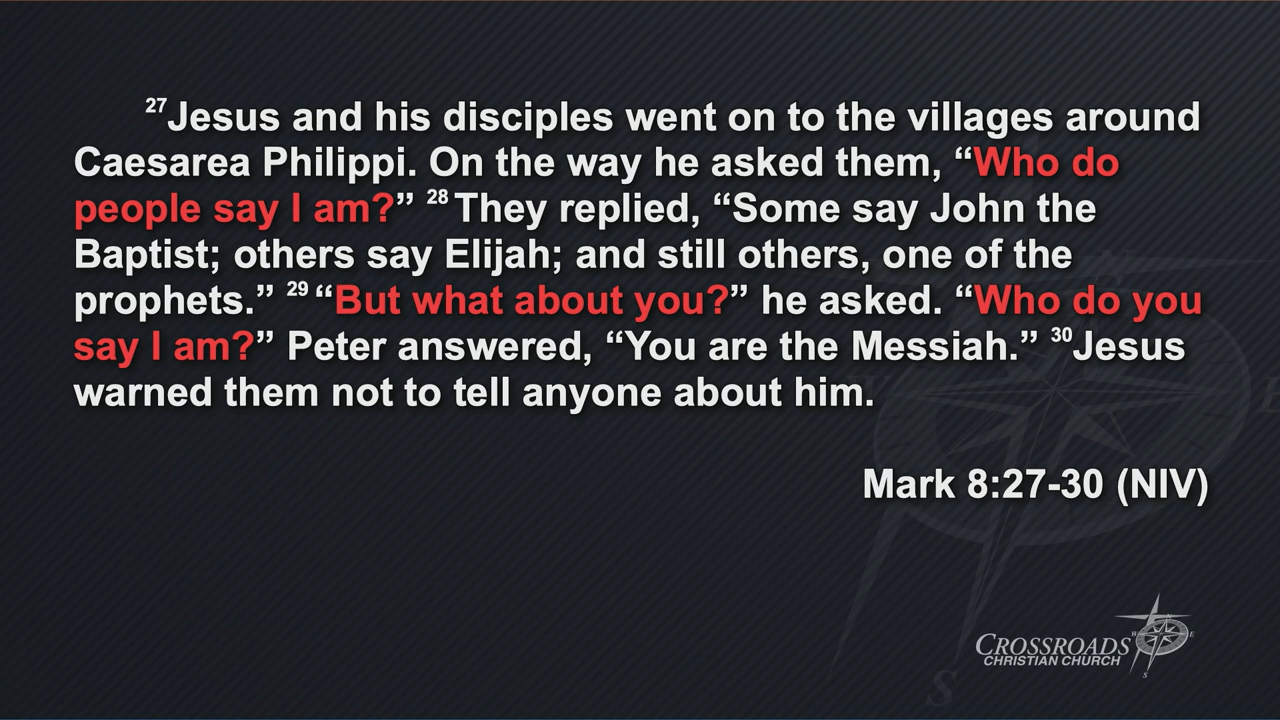 27Jesus and his disciples went on to the villages around
Caesarea Philippi. On the way he asked them, “Who do
people say I am?” 28 They replied, “Some say John the
Baptist; others say Elijah; and still others, one of the
prophets.” 29 “But what about you?” he asked. “Who do you
say I am?” Peter answered, “You are the Messiah.” 30Jesus
warned them not to tell anyone about him.
Mark 8:27-30 (NIV)
CROSSROADS
CHRISTIAN CHURCH
W
E
S
E
S